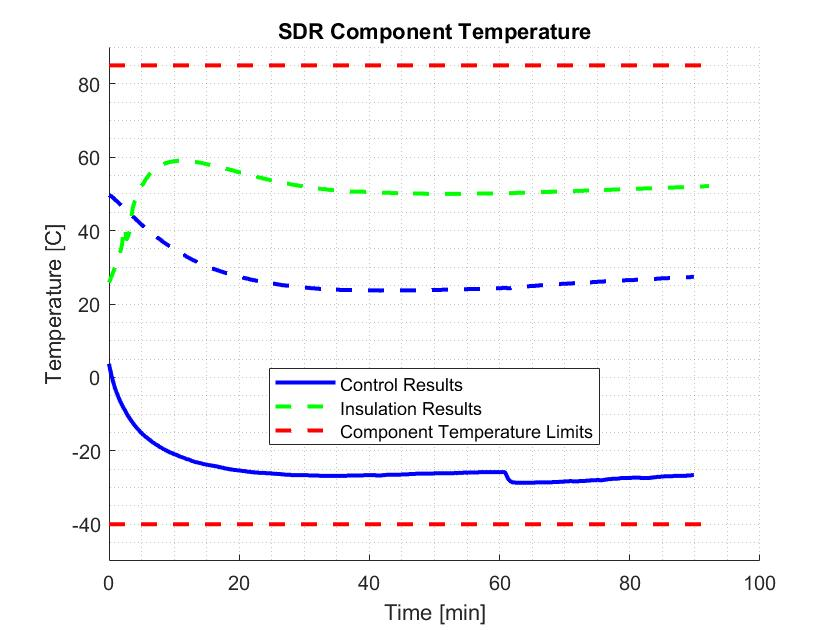 SDR Component Temperature
80
60
40
20
0
-20
-40
Temperature [C]
Control Results
Insulation Results
Component Temperature Limits
0 20 40 60 80 100
Time [min]